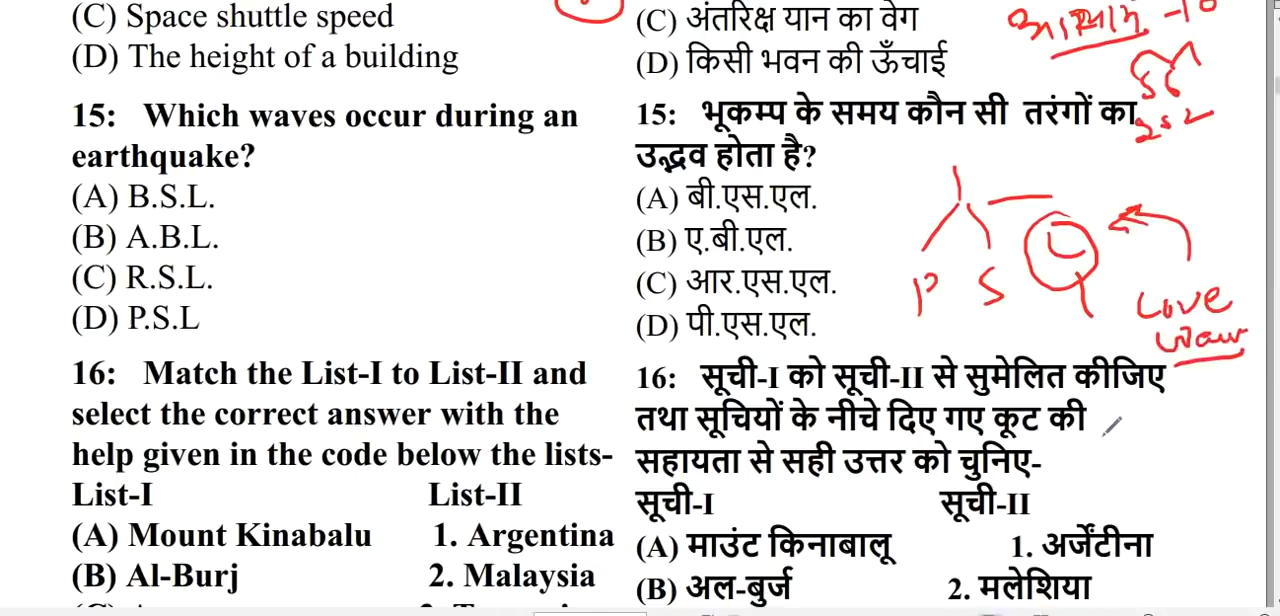 (C) Space shuttle speed
(D) The height of a building
15: Which waves occur during an
earthquake?
(A) B.S.L.
(B) A.B.L.
(C) R.S.L.
(D) P.S.L
16: Match the List-I to List-II and
select the correct answer with the
help given in the code below the lists-
List-I List-II
(A) Mount Kinabalu 1. Argentina
(B) Al-Burj 2. Malaysia
(C) अंतरिक्ष यान का वेग
(D) किसी भवन की ऊँचाई
15: भूकम्प के समय कौन सी तरंगों का
उद्भव होता है?
(A) बी.एस.एल.
(B) ए.बी.एल.
(C) आर.एस.एल.
(D) पी.एस.एल.
16: सूची-I को सूची-II से सुमेलित कीजिए
तथा सूचियों के नीचे दिए गए कूट की
सहायता से सही उत्तर को चुनिए-
सूची-I सूची-II
(A) माउंट किनाबालू 1. अर्जेंटीना
(B) अल-बुर्ज 2. मलेशिया
P S L
Love